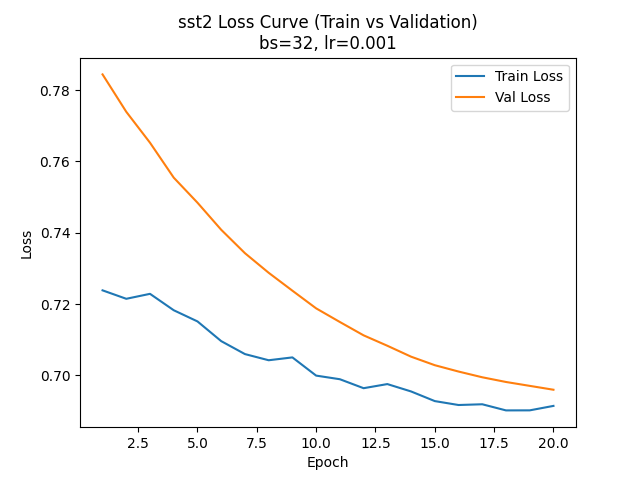 sst2 Loss Curve (Train vs Validation)
bs=32, lr=0.001
Train Loss
Val Loss
0.78
0.76
0.74
0.72
0.70
Loss
2.5 5.0 7.5 10.0 12.5 15.0 17.5 20.0
Epoch